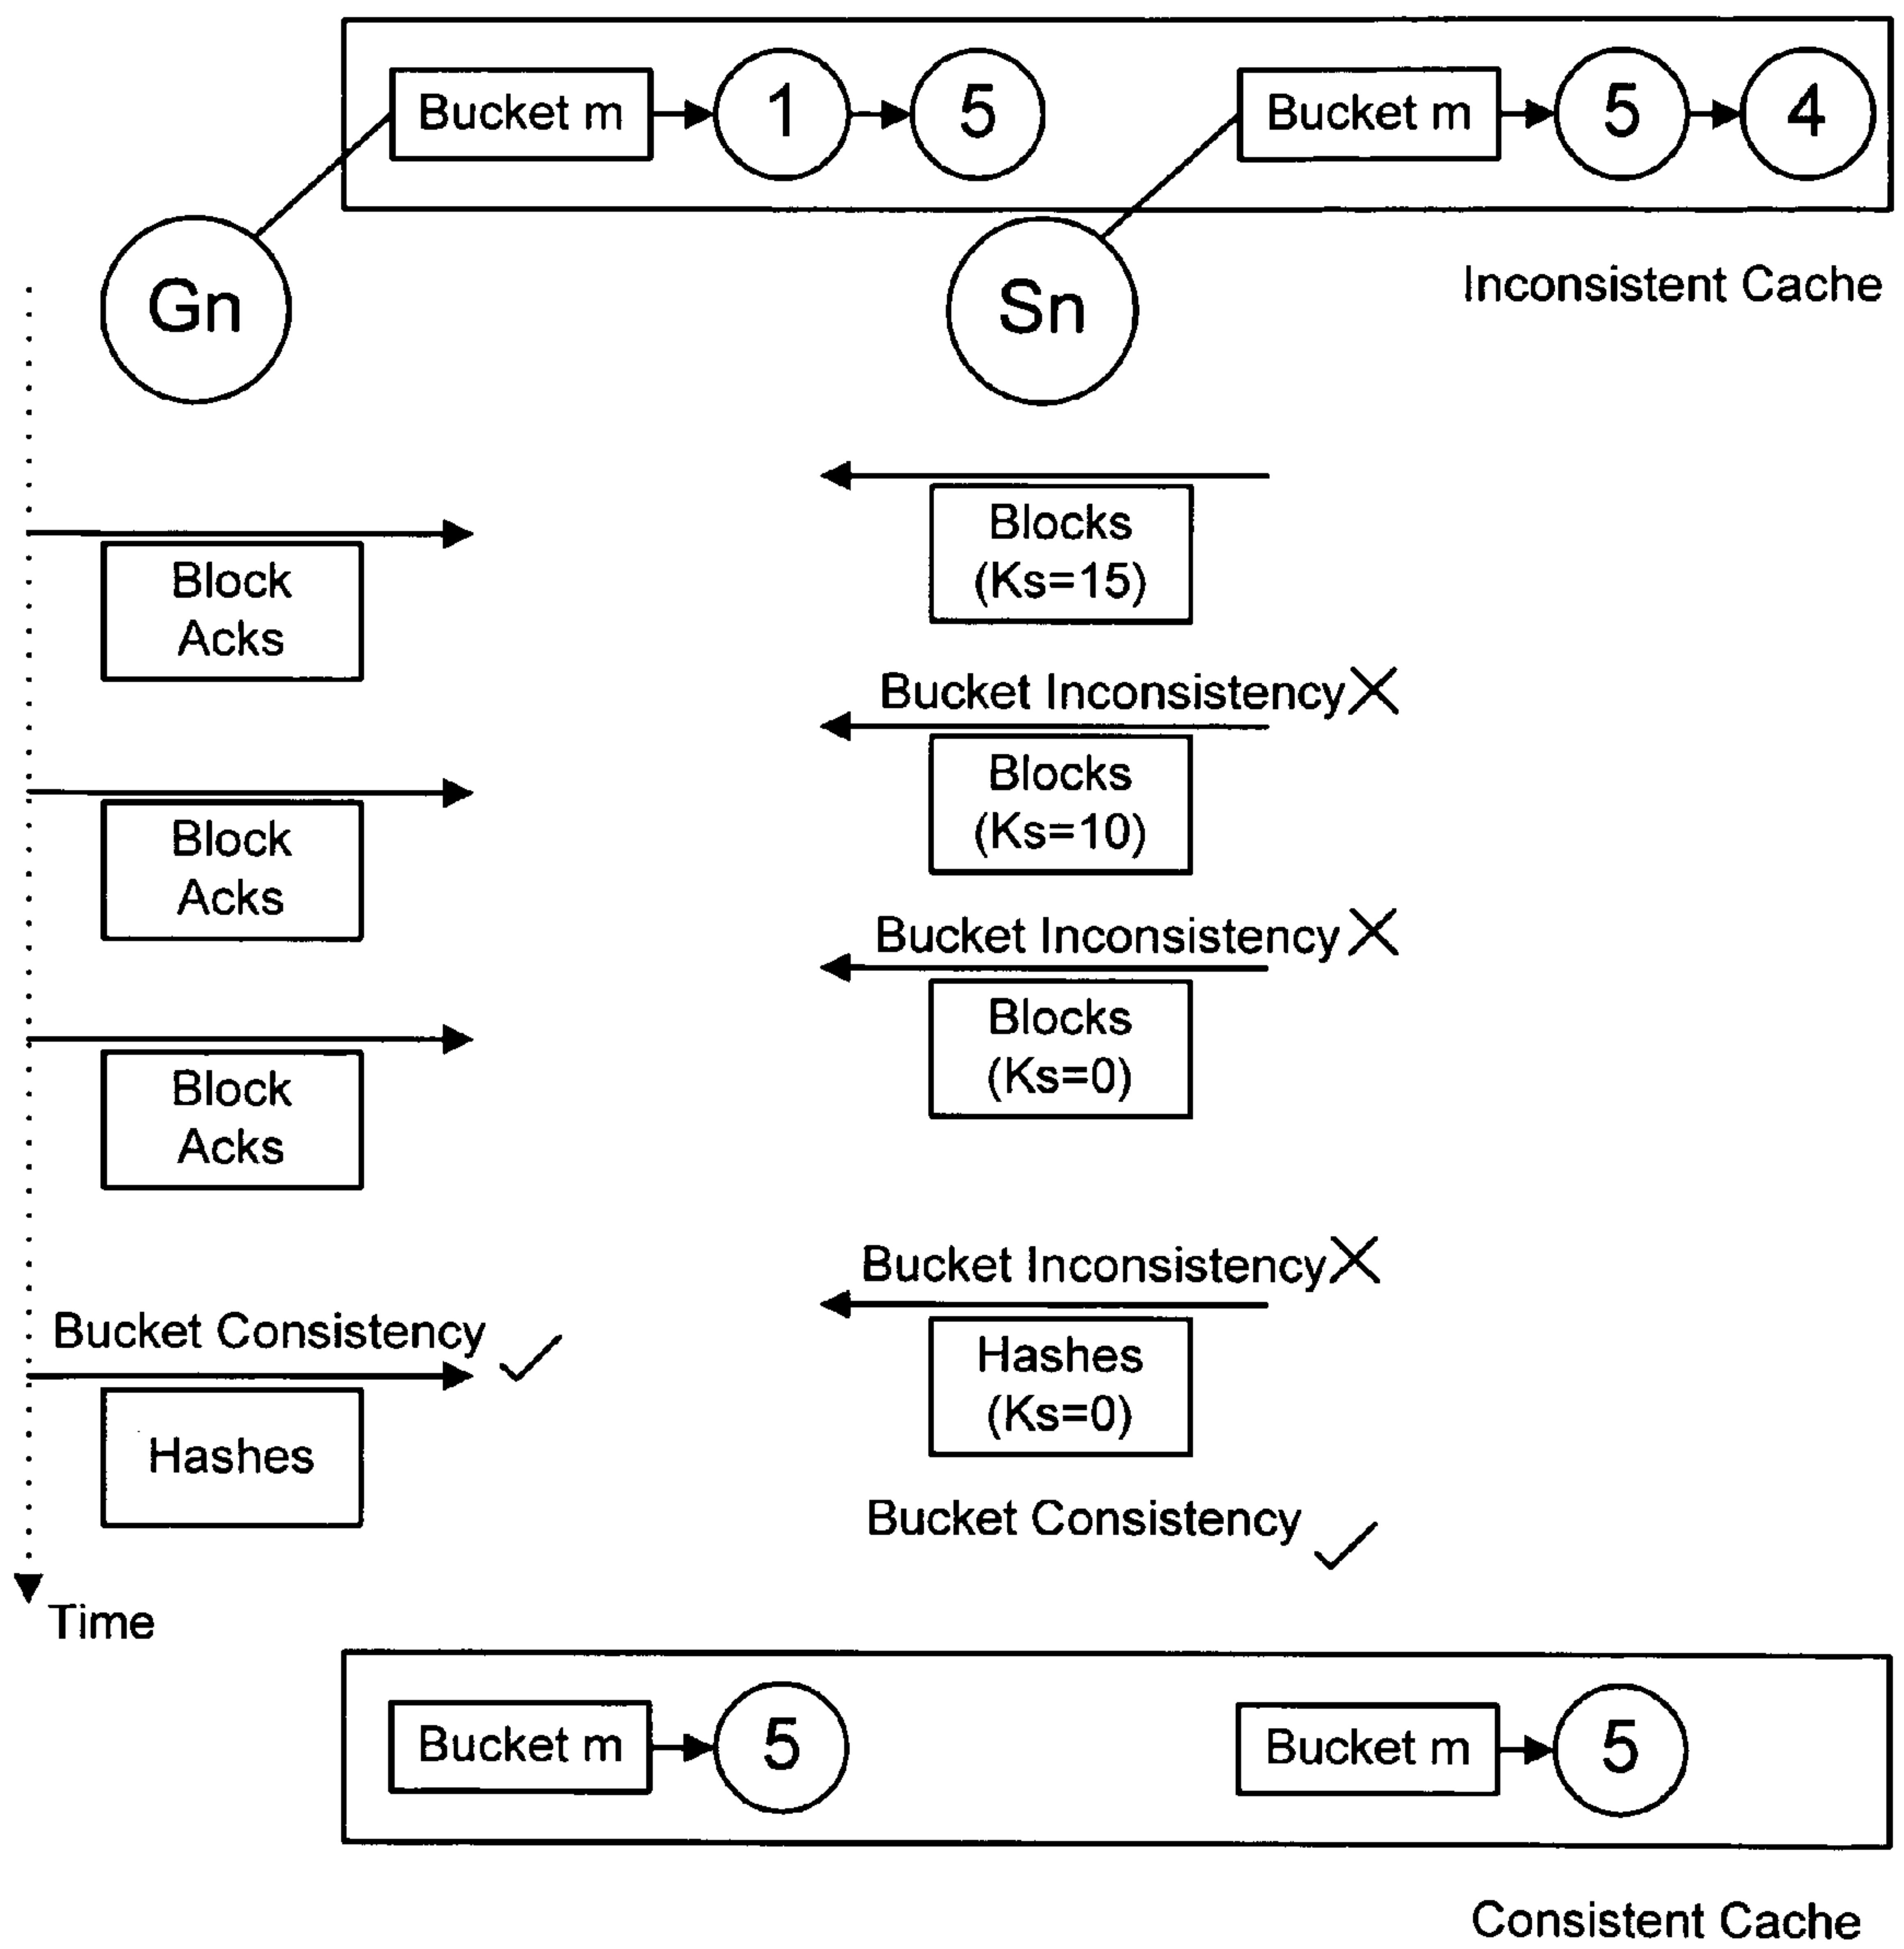 Bucket m
1
5
Bucket m
5
4
Gn
Sn
Inconsistent Cache
Blocks
(Ks=15)
Block
Acks
Bucket Inconsistency
Blocks
(Ks=10)
Block
Acks
Bucket Inconsistency
Blocks
(Ks=0)
Block
Acks
Bucket Inconsistency
Hashes
(Ks=0)
Bucket Consistency
Hashes
Bucket Consistency
Time
Bucket m
5
Bucket m
5
Consistent Cache